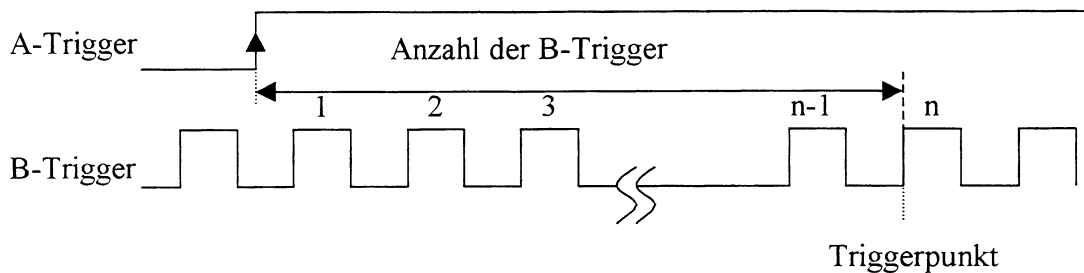 A-Trigger
Anzahl der B-Trigger
1 2 3 n-1 n
B-Trigger
Triggerpunkt